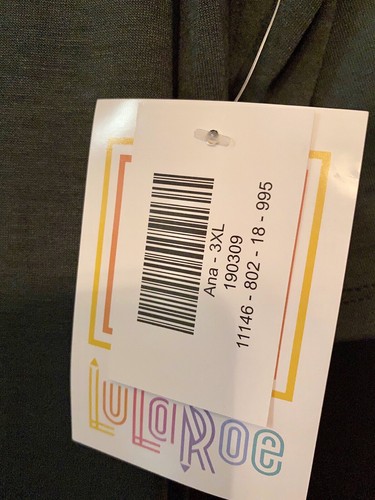 Ana - 3XL
190309
11146 - 802 - 18 - 995
LuLaRoe